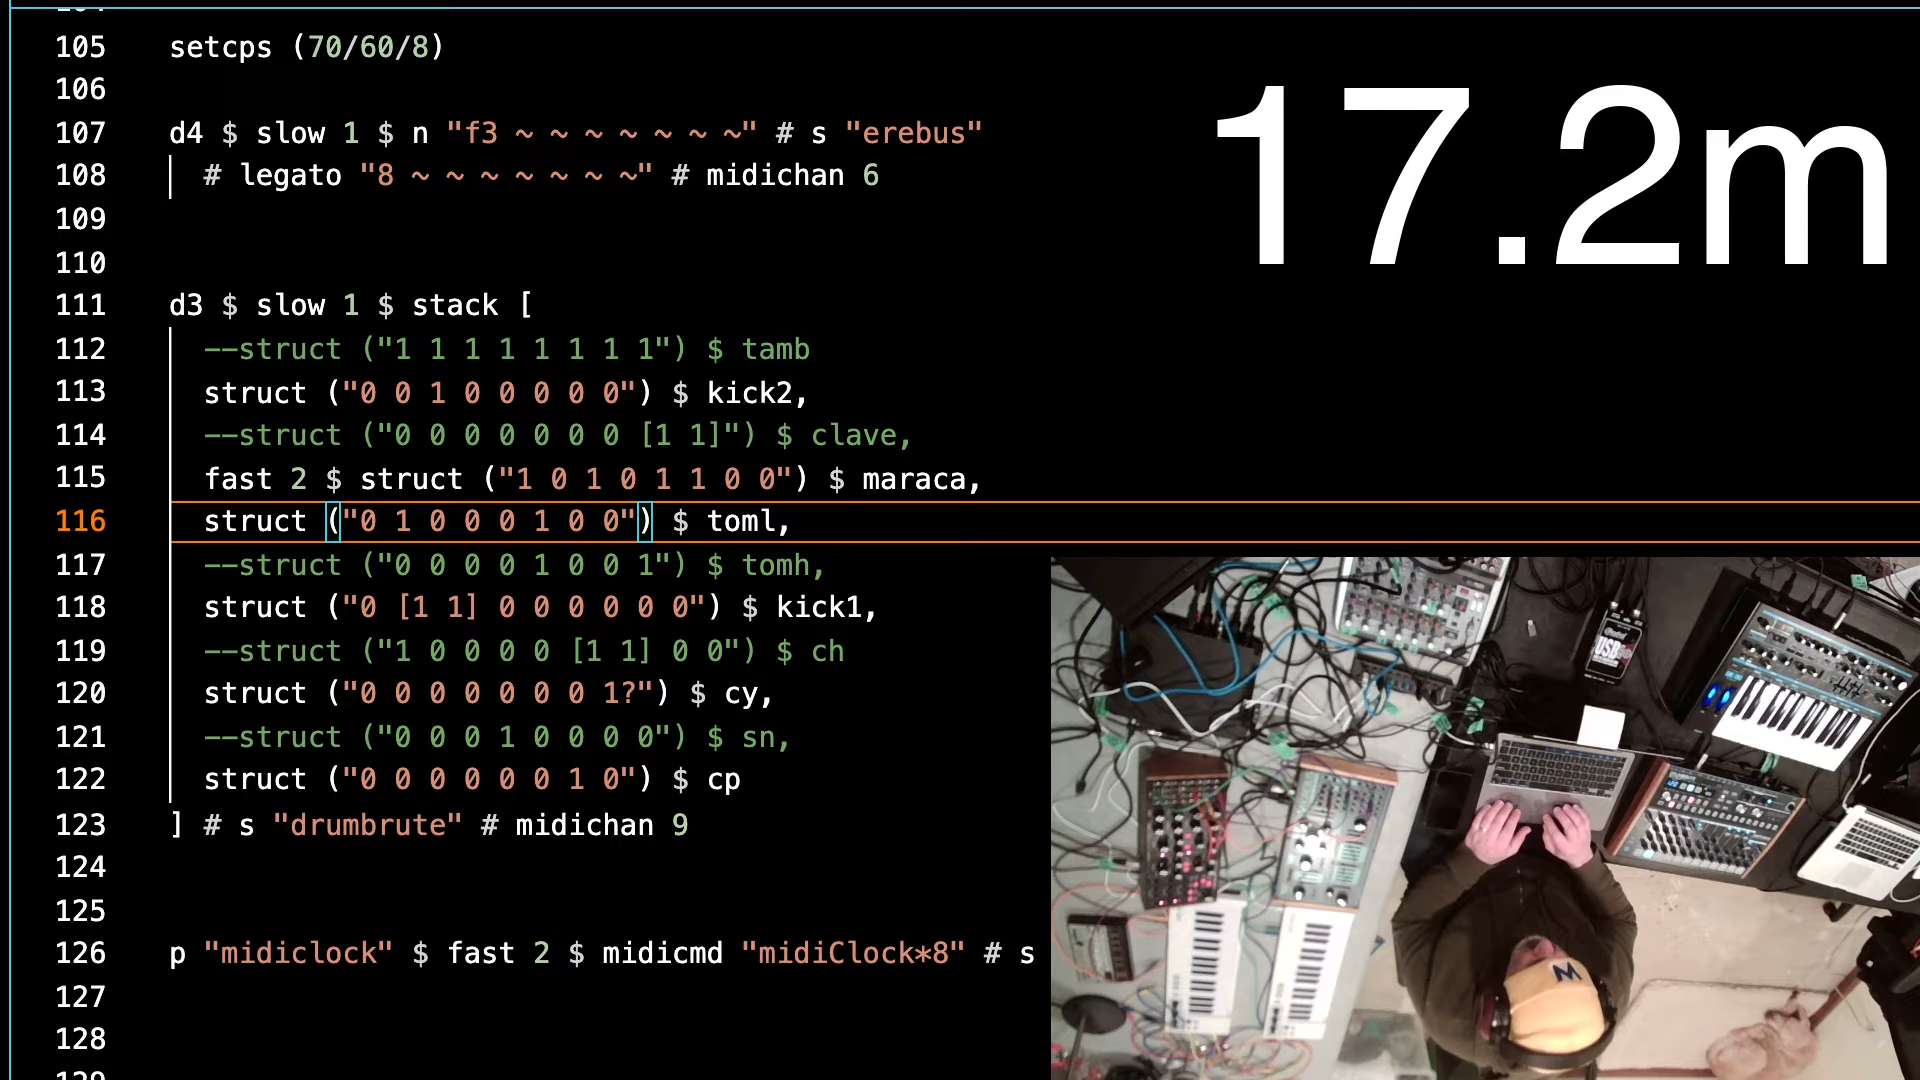 105 setcps (70/60/8)
17.2m
106
107 d4 $ slow 1 $ n "f3 ~ ~ ~ ~ ~ ~ ~" # s "erebus"
108 # legato "8 ~ ~ ~ ~ ~ ~ ~" # midichan 6
109
110
111 d3 $ slow 1 $ stack [
112 --struct ("1 1 1 1 1 1 1 1") $ tamb
113 struct ("0 0 1 0 0 0 0 0") $ kick2,
114 --struct ("0 0 0 0 0 0 0 [1 1]") $ clave,
115 fast 2 $ struct ("1 0 1 0 1 1 0 0") $ maraca,
116 struct ("0 1 0 0 0 1 0 0") $ toml,
117 --struct ("0 0 0 0 1 0 0 1") $ tomh,
118 struct ("0 [1 1] 0 0 0 0 0 0") $ kick1,
119 --struct ("1 0 0 0 0 [1 1] 0 0") $ ch
120 struct ("0 0 0 0 0 0 0 1?") $ cy,
121 --struct ("0 0 0 1 0 0 0 0") $ sn,
122 struct ("0 0 0 0 0 0 1 0") $ cp
123 ] # s "drumbrute" # midichan 9
124
125
126 p "midiclock" $ fast 2 $ midicmd "midiClock*8" # s
127
128
USB
M